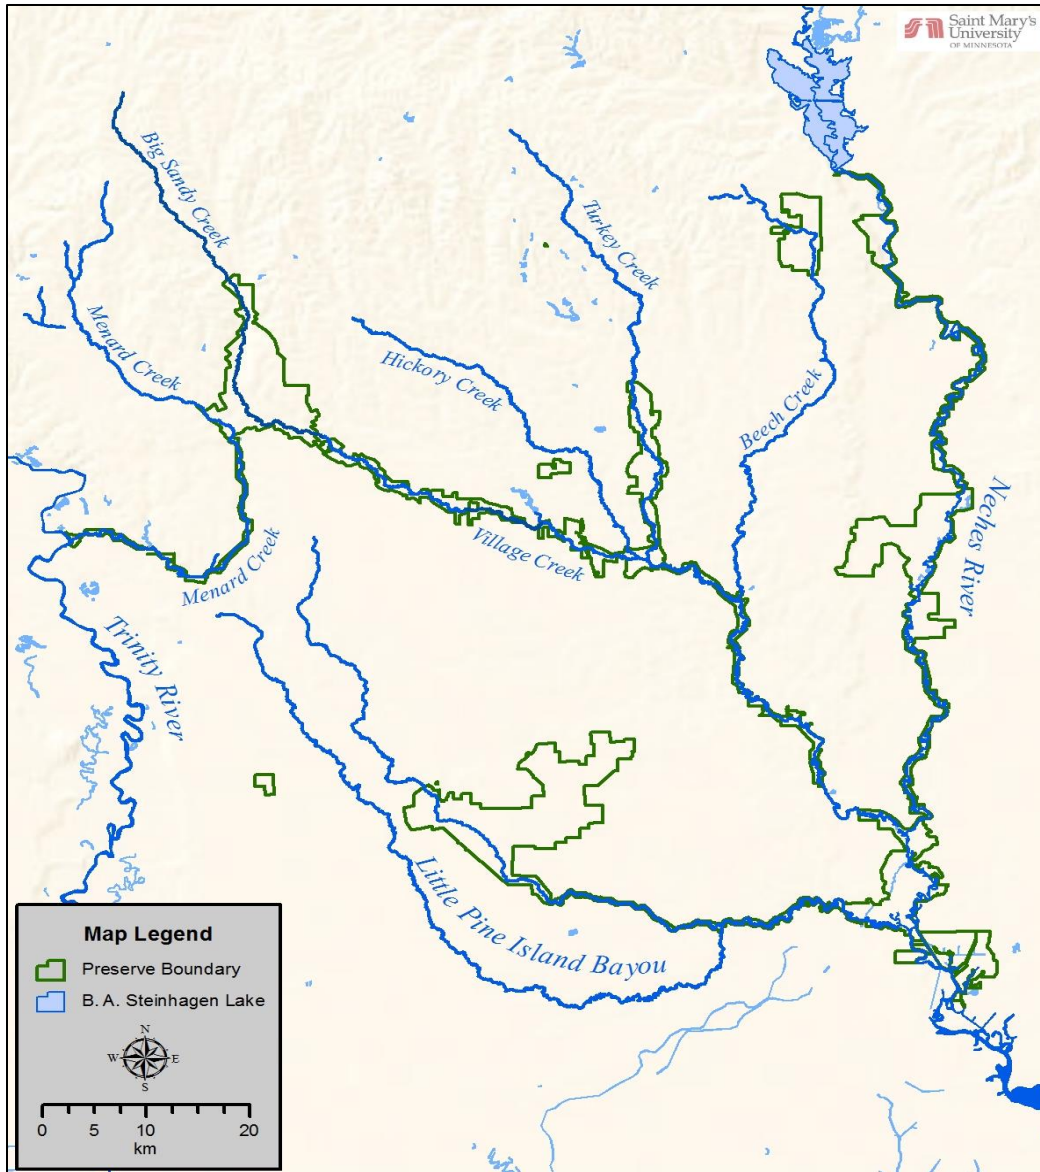 Saint Mary's
University
OF MINNESOTA
Big Sandy Creek
Turkey Creek
Menard Creek
Hickory Creek
Beech Creek
Neches River
Village Creek
Menard Creek
Trinity River
Little Pine Island Bayou
Map Legend
Preserve Boundary
B. A. Steinhagen Lake
N
W E
S
0 5 10 20
km